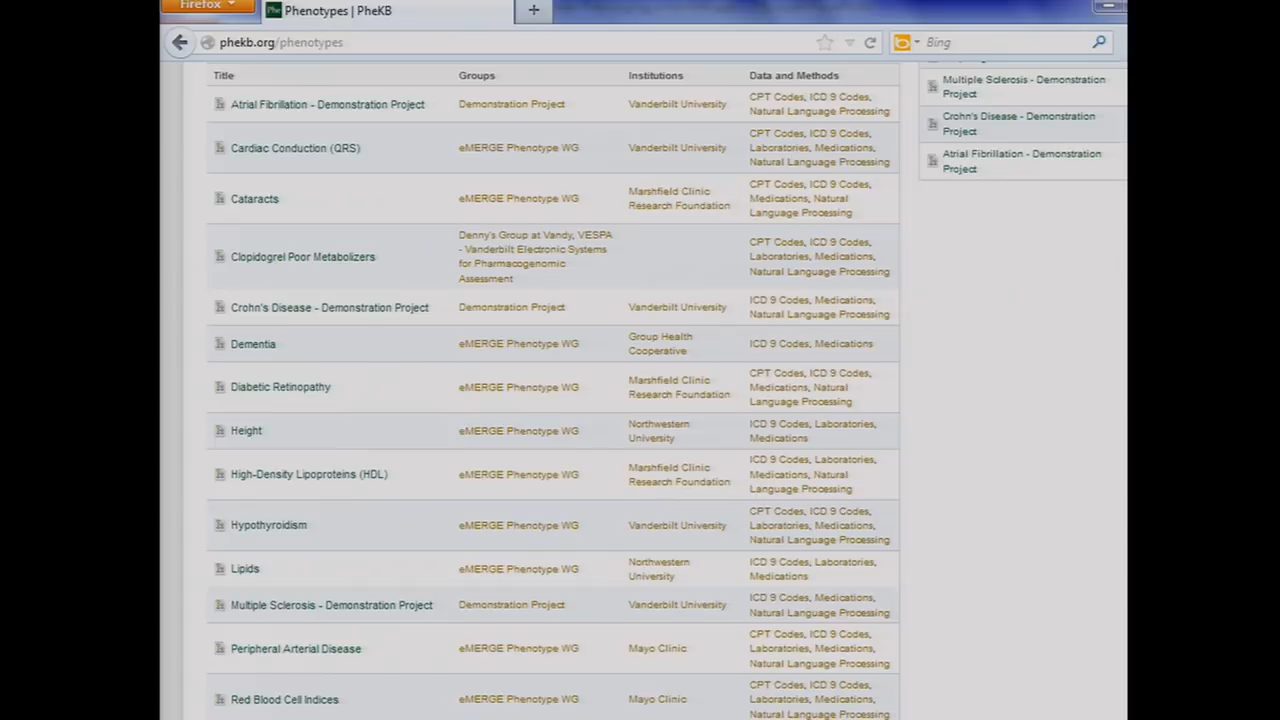 Firefox
Phe Phenotypes | PheKB
phekb.org/phenotypes
Bing
Title Groups Institutions Data and Methods
Atrial Fibrillation - Demonstration Project Demonstration Project Vanderbilt University CPT Codes, ICD 9 Codes,
Natural Language Processing
Cardiac Conduction (QRS) eMERGE Phenotype WG Vanderbilt University CPT Codes, ICD 9 Codes,
Laboratories, Medications,
Natural Language Processing
Cataracts eMERGE Phenotype WG Marshfield Clinic
Research Foundation CPT Codes, ICD 9 Codes,
Medications, Natural
Language Processing
Clopidogrel Poor Metabolizers Denny's Group at Vandy, VESPA
- Vanderbilt Electronic Systems
for Pharmacogenomic
Assessment
CPT Codes, ICD 9 Codes,
Laboratories, Medications,
Natural Language Processing
Crohn's Disease - Demonstration Project Demonstration Project Vanderbilt University ICD 9 Codes, Medications,
Natural Language Processing
Dementia eMERGE Phenotype WG Group Health
Cooperative ICD 9 Codes, Medications
Diabetic Retinopathy eMERGE Phenotype WG Marshfield Clinic
Research Foundation CPT Codes, ICD 9 Codes,
Medications, Natural
Language Processing
Height eMERGE Phenotype WG Northwestern
University ICD 9 Codes, Laboratories,
Medications
High-Density Lipoproteins (HDL) eMERGE Phenotype WG Marshfield Clinic
Research Foundation ICD 9 Codes, Laboratories,
Medications, Natural
Language Processing
Hypothyroidism eMERGE Phenotype WG Vanderbilt University CPT Codes, ICD 9 Codes,
Laboratories, Medications,
Natural Language Processing
Lipids eMERGE Phenotype WG Northwestern
University ICD 9 Codes, Laboratories,
Medications
Multiple Sclerosis - Demonstration Project Demonstration Project Vanderbilt University ICD 9 Codes, Medications,
Natural Language Processing
Peripheral Arterial Disease eMERGE Phenotype WG Mayo Clinic CPT Codes, ICD 9 Codes,
Laboratories, Medications,
Natural Language Processing
Red Blood Cell Indices eMERGE Phenotype WG Mayo Clinic CPT Codes, ICD 9 Codes,
Laboratories, Medications,
Natural Language Processing
Multiple Sclerosis - Demonstration
Project
Crohn's Disease - Demonstration
Project
Atrial Fibrillation - Demonstration
Project